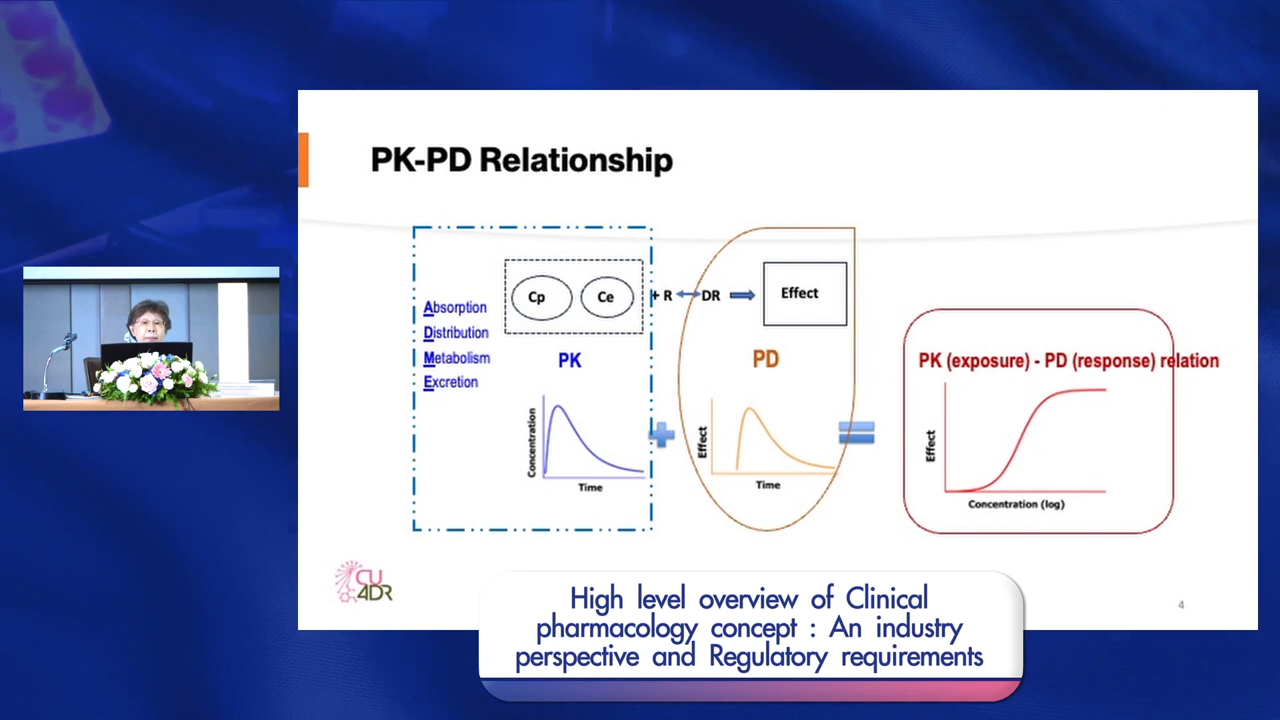 PK-PD Relationship
Absorption
Distribution
Metabolism
Excretion
Cp
Ce
+ R
DR
Effect
PK
PD
Concentration
Time
Effect
Time
PK (exposure) - PD (response) relation
Effect
Concentration (log)
CU
4DR
4
High level overview of Clinical
pharmacology concept : An industry
perspective and Regulatory requirements